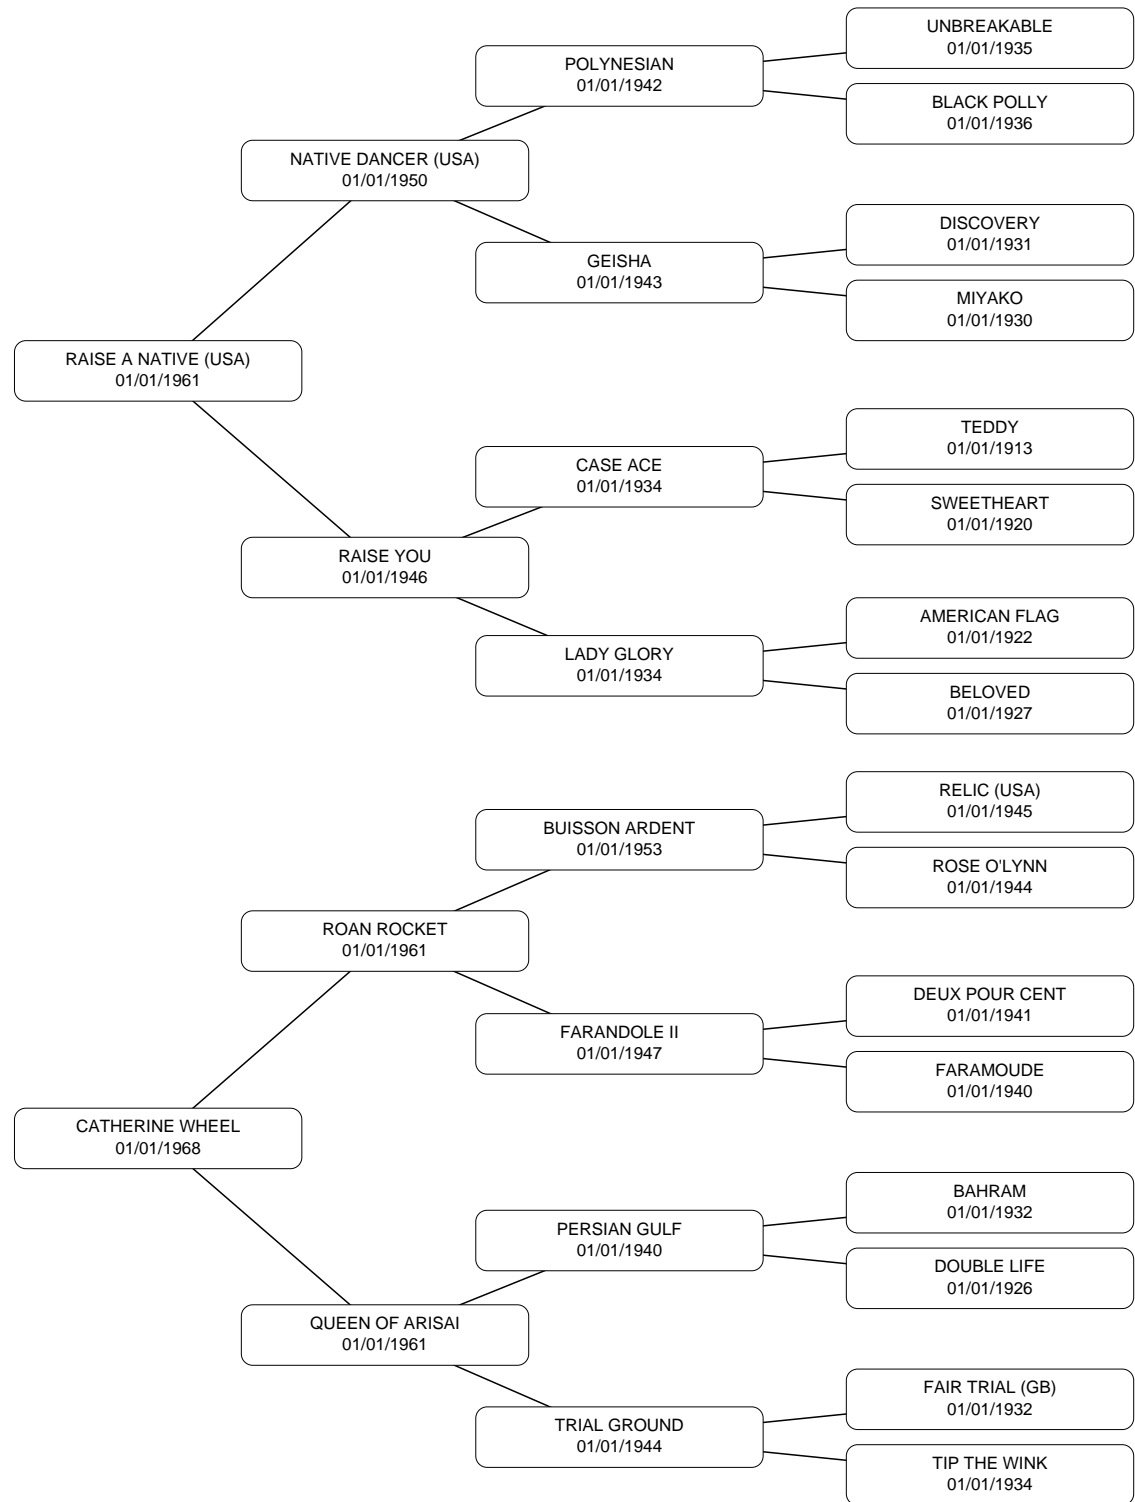 UNBREAKABLE
01/01/1935
POLYNESIAN
01/01/1942
BLACK POLLY
01/01/1936
NATIVE DANCER (USA)
01/01/1950
DISCOVERY
01/01/1931
GEISHA
01/01/1943
MIYAKO
01/01/1930
RAISE A NATIVE (USA)
01/01/1961
TEDDY
01/01/1913
CASE ACE
01/01/1934
SWEETHEART
01/01/1920
RAISE YOU
01/01/1946
AMERICAN FLAG
01/01/1922
LADY GLORY
01/01/1934
BELOVED
01/01/1927
RELIC (USA)
01/01/1945
BUISSON ARDENT
01/01/1953
ROSE O'LYNN
01/01/1944
ROAN ROCKET
01/01/1961
DEUX POUR CENT
01/01/1941
FARANDOLE II
01/01/1947
FARAMOUDE
01/01/1940
CATHERINE WHEEL
01/01/1968
BAHRAM
01/01/1932
PERSIAN GULF
01/01/1940
DOUBLE LIFE
01/01/1926
QUEEN OF ARISAI
01/01/1961
FAIR TRIAL (GB)
01/01/1932
TRIAL GROUND
01/01/1944
TIP THE WINK
01/01/1934